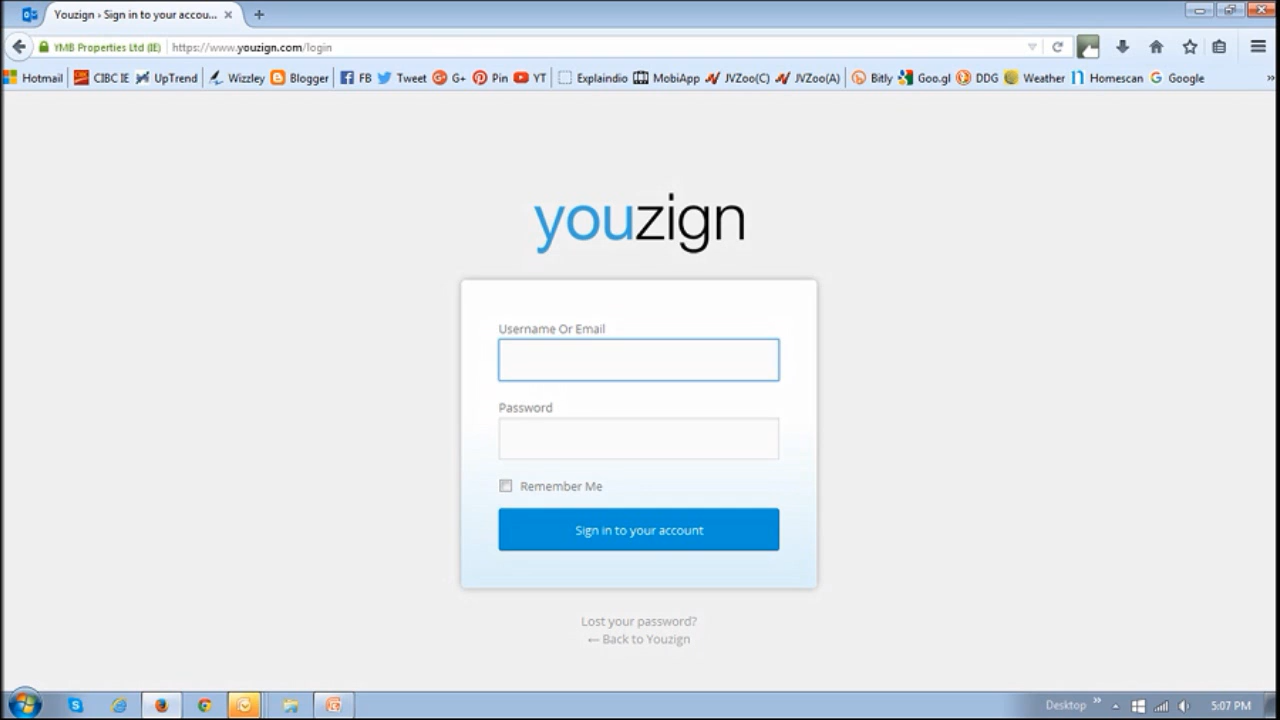 Youzign › Sign in to your accou...
YMB Properties Ltd (IE) https://www.youzign.com/login
Hotmail CIBC IE UpTrend Wizzley Blogger FB Tweet G+ Pin YT Explaindio MobiApp JVZoo(C) JVZoo(A) Bitly Goo.gl DDG Weather Homescan Google »
youzign
Username Or Email
Password
Remember Me
Sign in to your account
Lost your password?
← Back to Youzign
Desktop » 5:07 PM